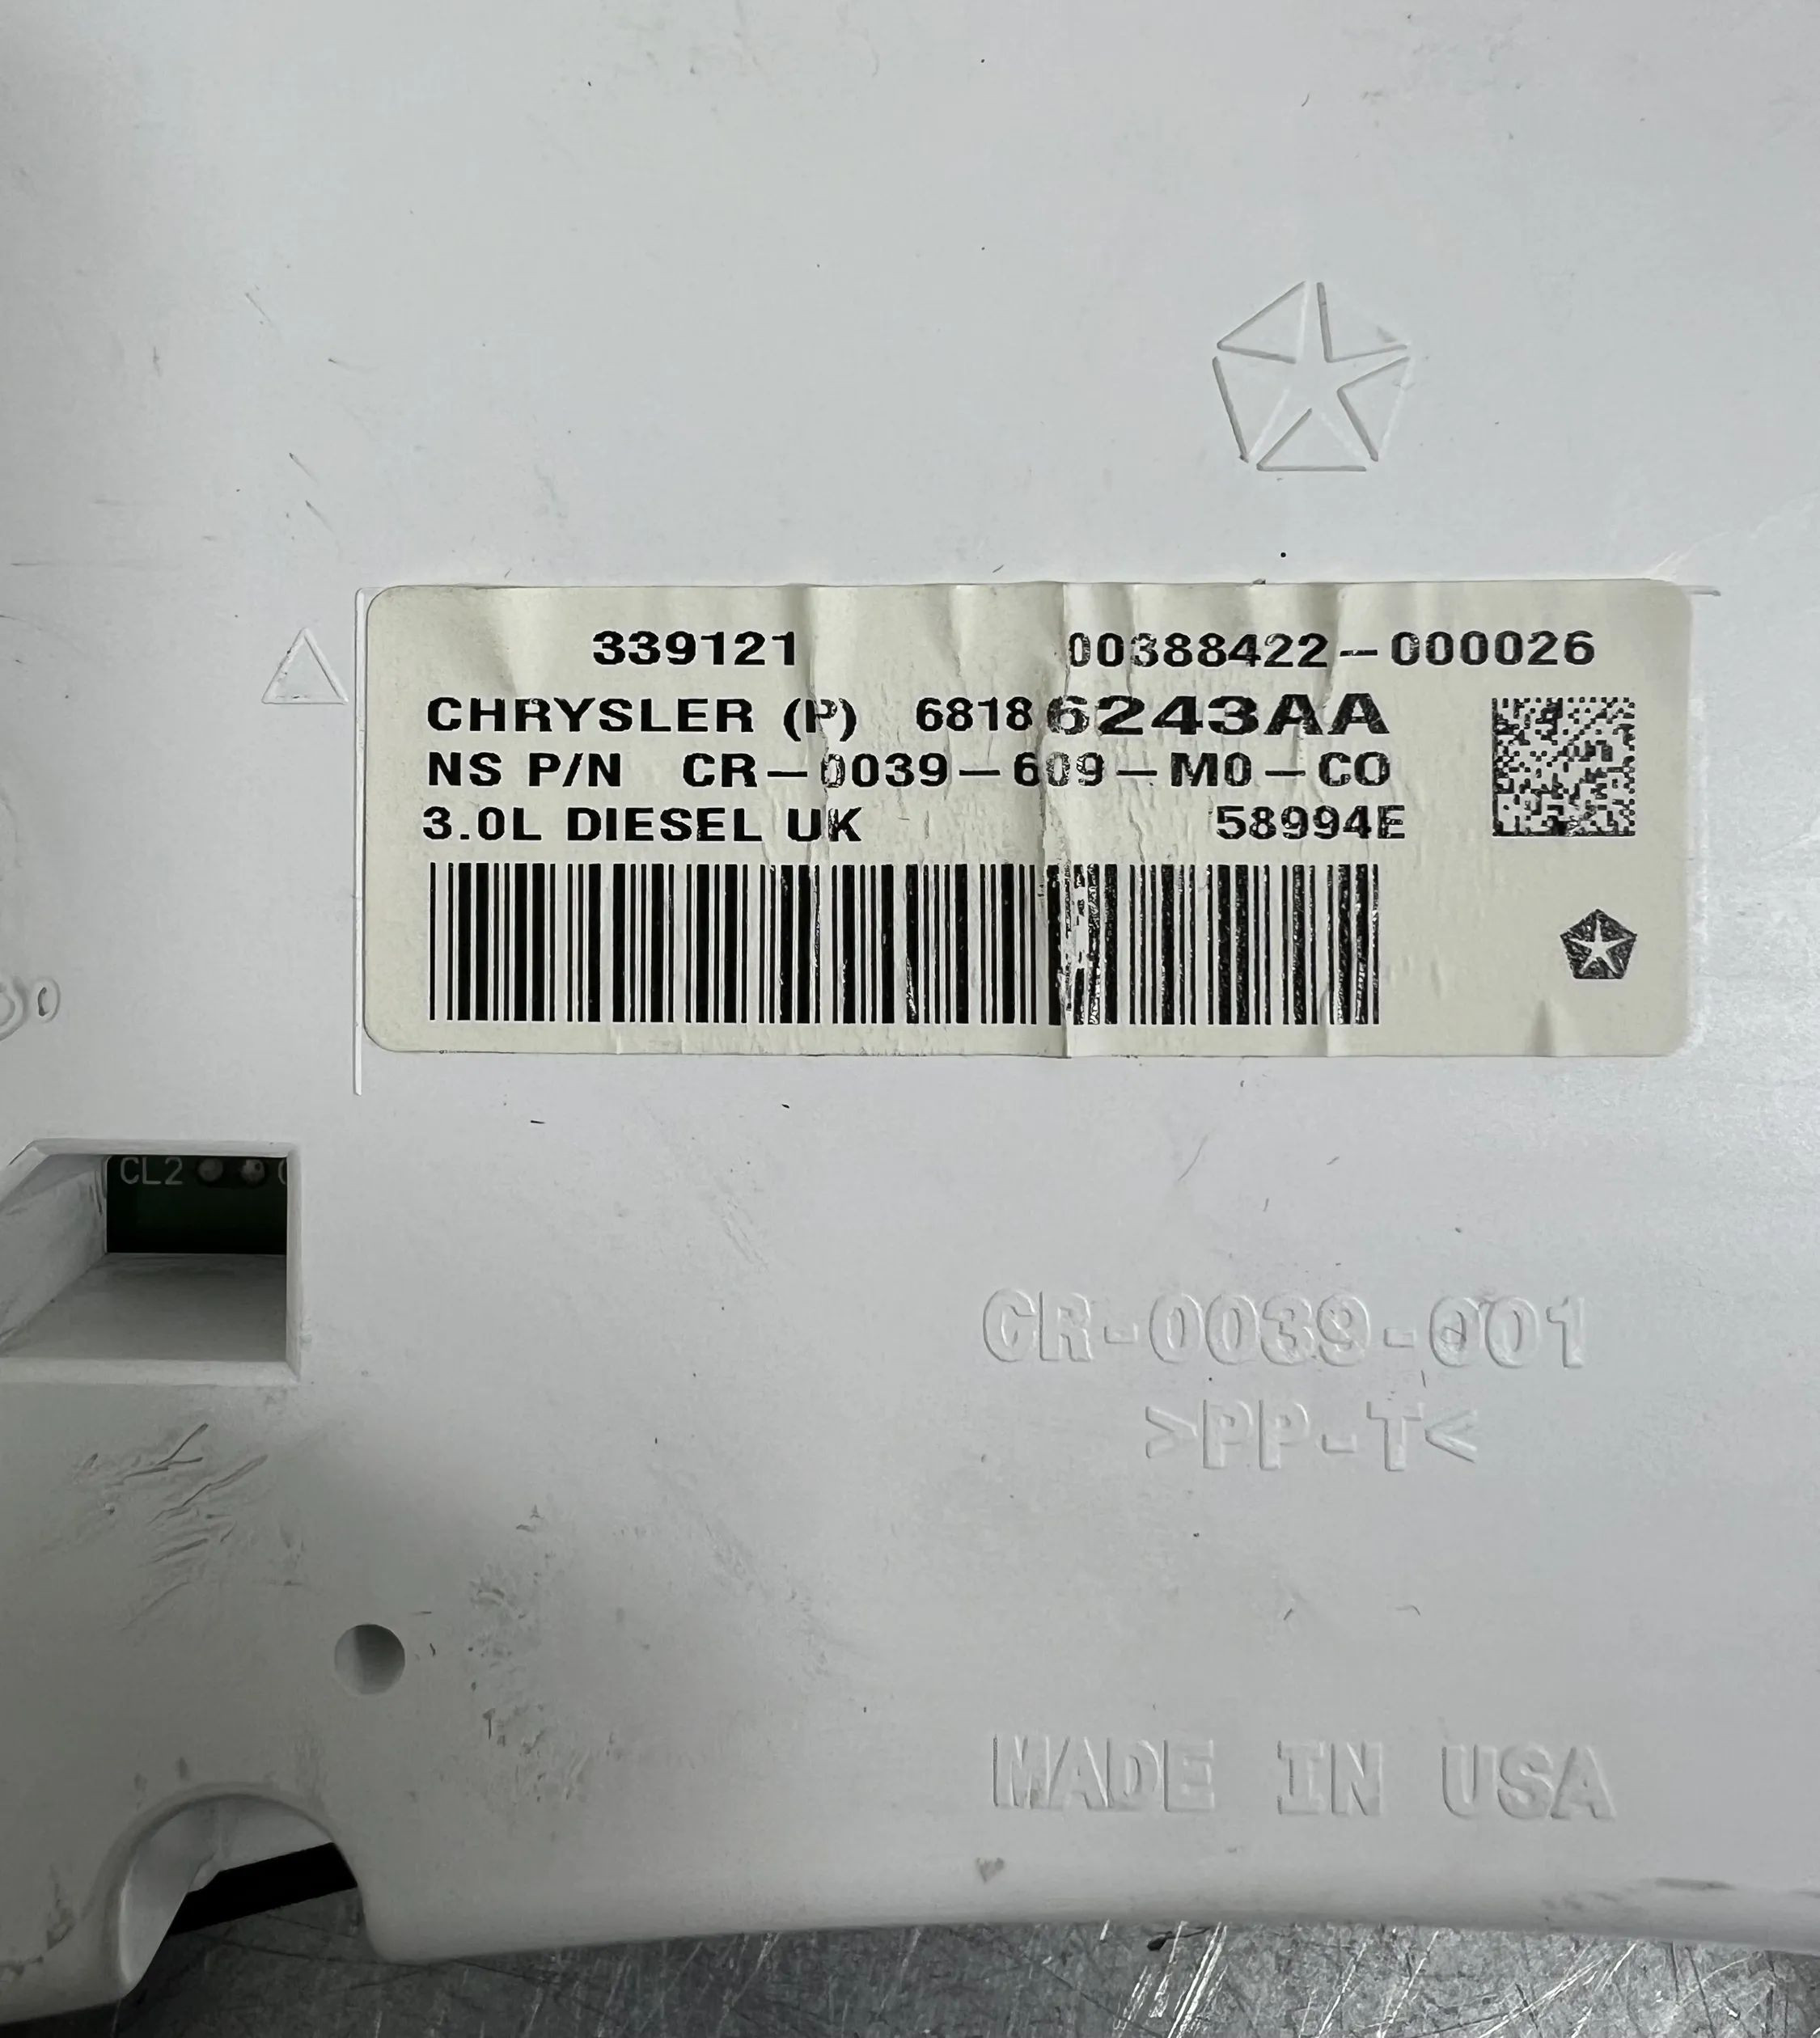 339121 00388422-000026
CHRYSLER (P) 68186243AA
NS P/N CR-0039-609-M0-CO
3.0L DIESEL UK 58994E
CL2
CR-0039-001
>PP-T<
MADE IN USA